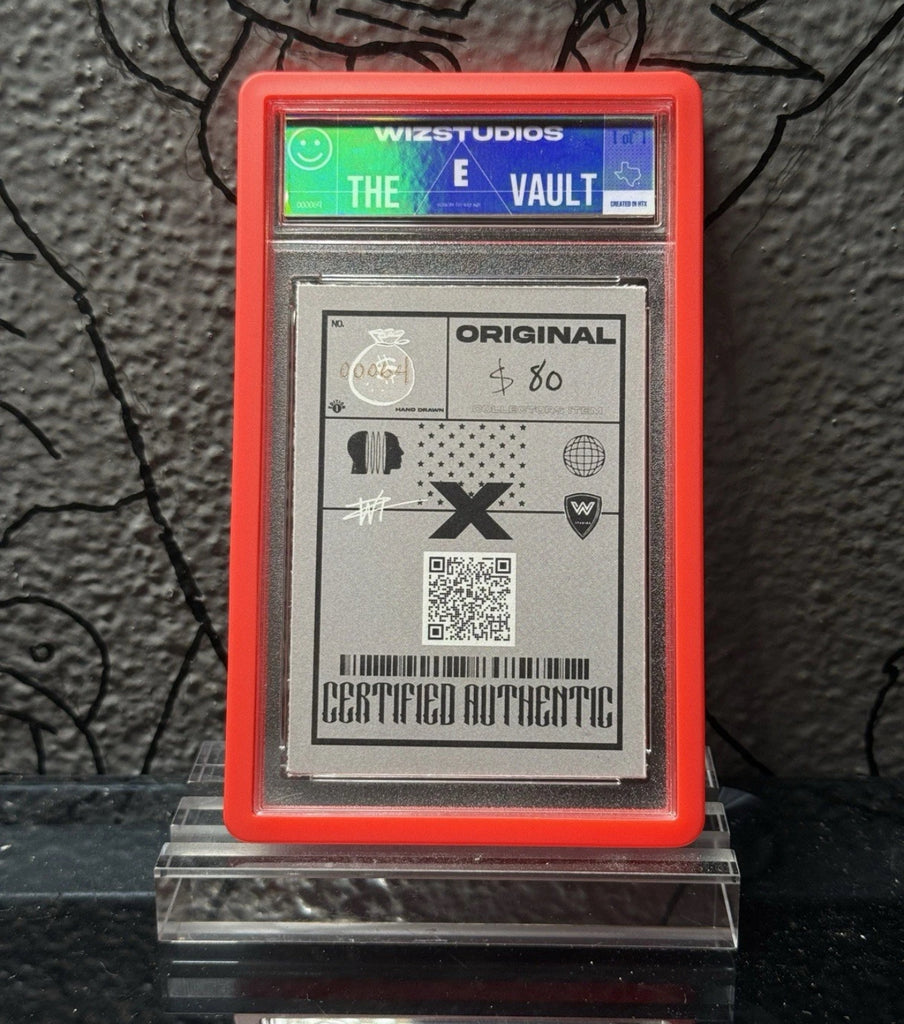 WIZSTUDIOS
1 of 1
E
THE VAULT
CREATED IN HTX
NO.
ORIGINAL
00064
$ 80
HAND DRAWN
COLLECTORS ITEM
X
W
STUDIOS
CERTIFIED AUTHENTIC